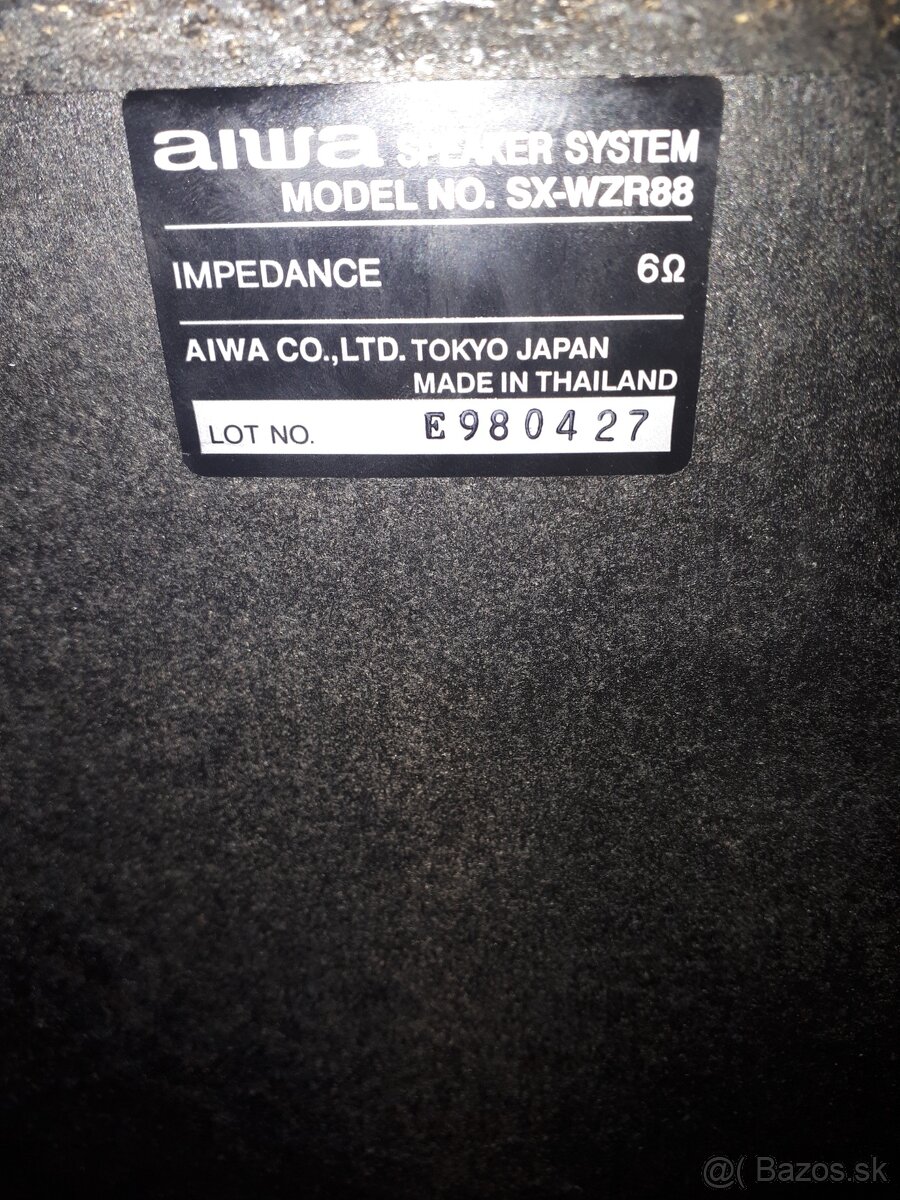 aiwa SPEAKER SYSTEM
MODEL NO. SX-WZR88
IMPEDANCE 6Ω
AIWA CO.,LTD. TOKYO JAPAN
MADE IN THAILAND
LOT NO. E980427
@( Bazos.sk